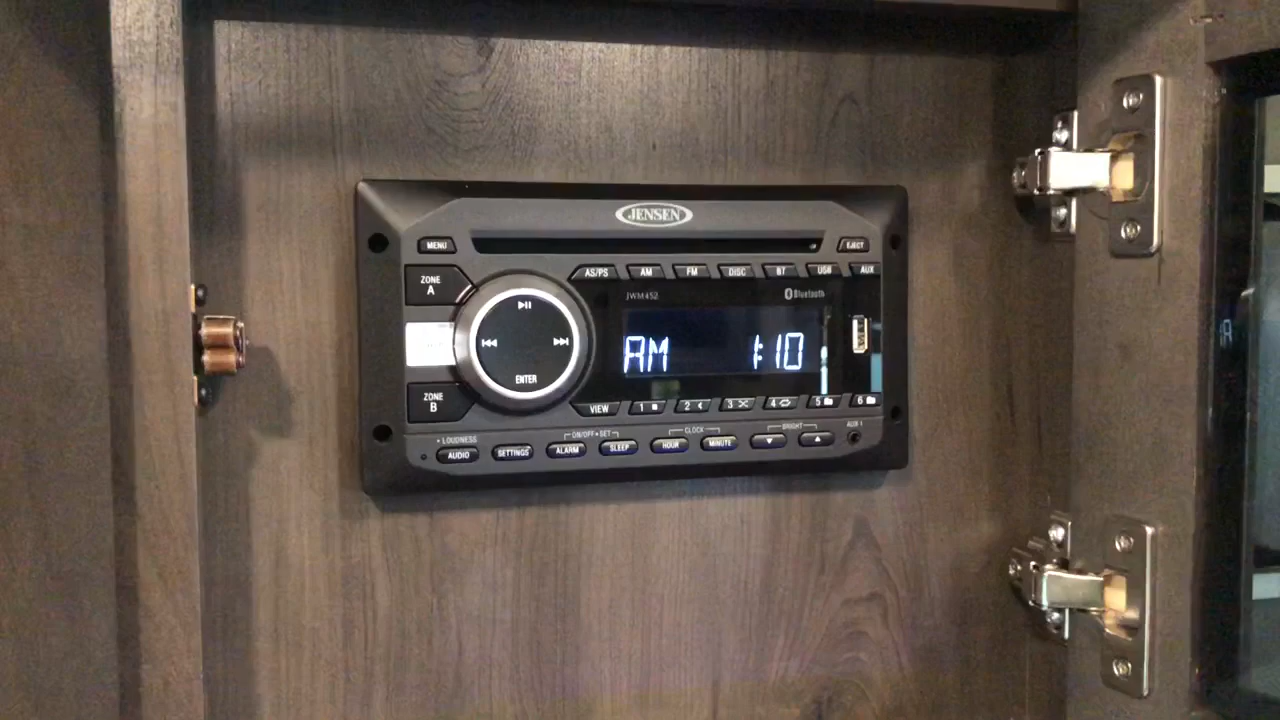 JENSEN
MENU
EJECT
ZONE
A
AS/PS AM FM DISC BT USB AUX
JWM452
Bluetooth
AM 1:10
ENTER
ZONE
B
VIEW 1 2 3 4 5 6
LOUDNESS
ON/OFF • SET
CLOCK
BRIGHT
AUX 1
AUDIO SETTINGS ALARM SLEEP HOUR MINUTE